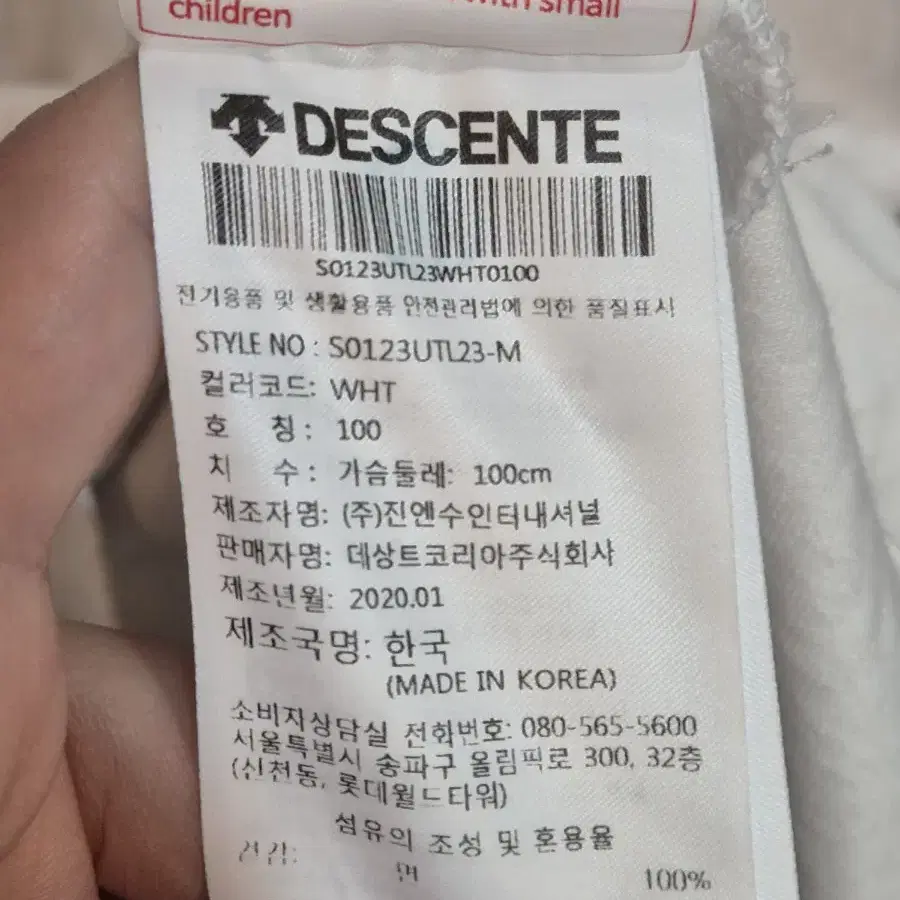 with small
children
DESCENTE
S0123UTL23WHT0100
전기용품 및 생활용품 안전관리법에 의한 품질표시
STYLE NO : S0123UTL23-M
컬러코드: WHT
호 칭 : 100
치 수 : 가슴둘레: 100cm
제조자명: (주)진엔수인터내셔널
판매자명: 데상트코리아주식회사
제조년월: 2020.01
제조국명: 한국
(MADE IN KOREA)
소비자상담실 전화번호: 080-565-5600
서울특별시 송파구 올림픽로 300, 32층
(신천동, 롯데월드타워)
섬유의 조성 및 혼용율
겉감: 면 100%